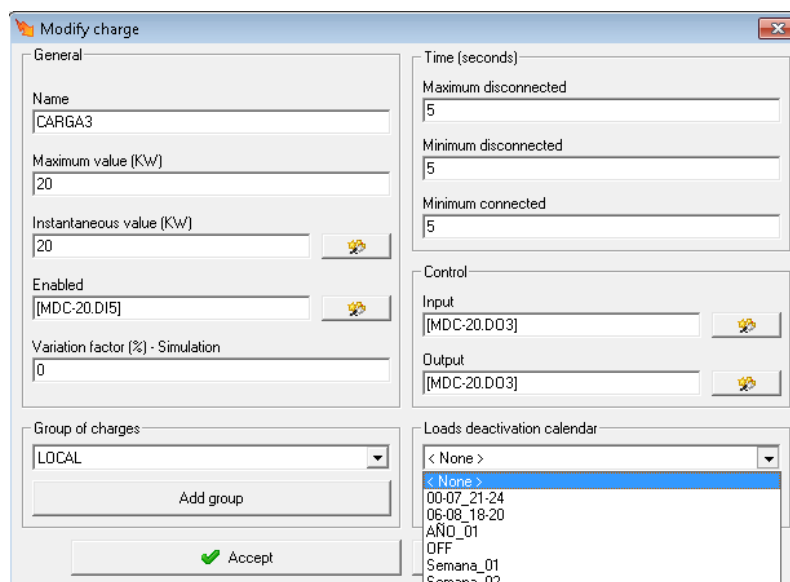 Modify charge
General
Name
CARGA3
Maximum value (KW)
20
Instantaneous value (KW)
20
Enabled
[MDC-20.DI5]
Variation factor (%) - Simulation
0
Time (seconds)
Maximum disconnected
5
Minimum disconnected
5
Minimum connected
5
Control
Input
[MDC-20.DO3]
Output
[MDC-20.DO3]
Group of charges
LOCAL
Add group
Loads deactivation calendar
< None >
< None >
00-07_21-24
06-08_18-20
AÑO_01
OFF
Semana_01
Semana_02
Accept